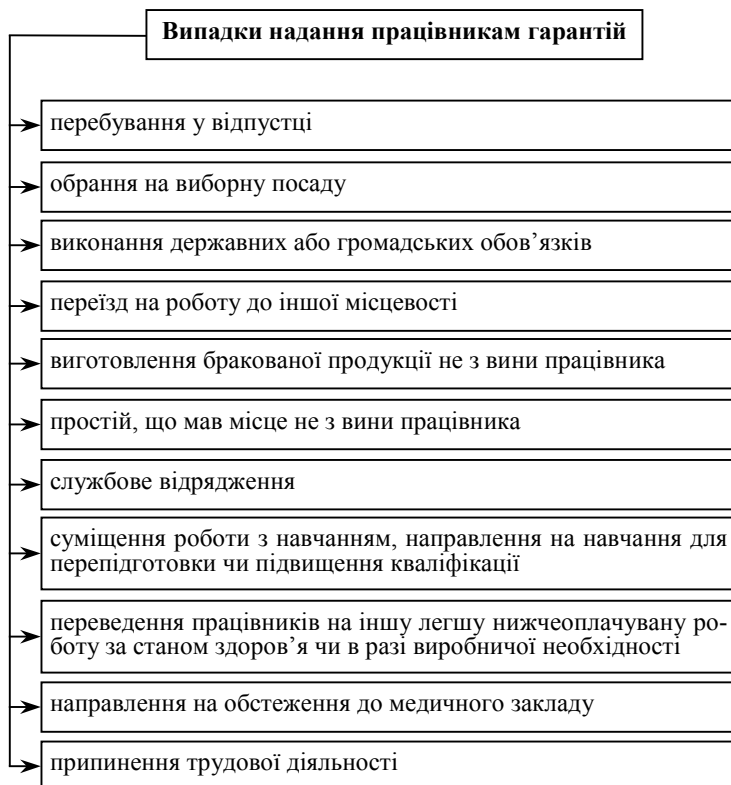 Випадки надання працівникам гарантій
перебування у відпустці
обрання на виборну посаду
виконання державних або громадських обов’язків
переїзд на роботу до іншої місцевості
виготовлення бракованої продукції не з вини працівника
простій, що мав місце не з вини працівника
службове відрядження
суміщення роботи з навчанням, направлення на навчання для
перепідготовки чи підвищення кваліфікації
переведення працівників на іншу легшу нижчеоплачувану ро-
боту за станом здоров’я чи в разі виробничої необхідності
направлення на обстеження до медичного закладу
припинення трудової діяльності